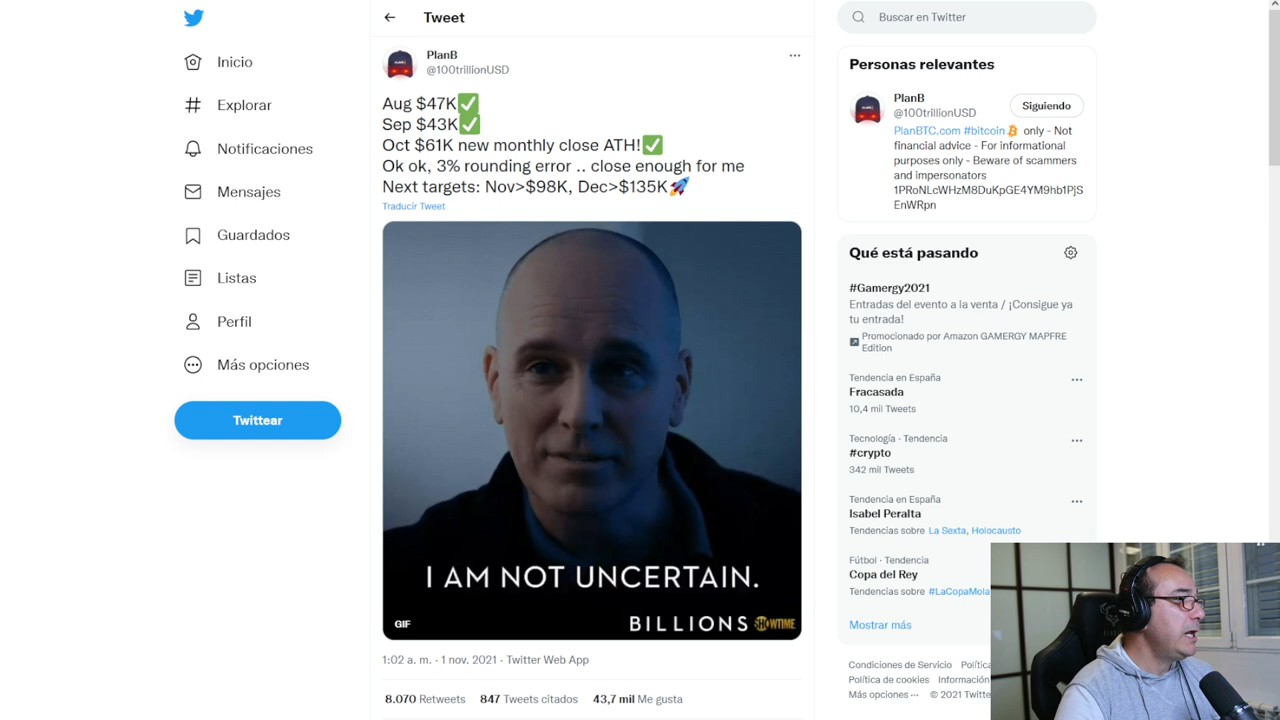 Tweet
Buscar en Twitter
Inicio
Explorar
Notificaciones
Mensajes
Guardados
Listas
Perfil
Más opciones
Twittear
PlanB
@100trillionUSD
Aug $47K✅
Sep $43K✅
Oct $61K new monthly close ATH!✅
Ok ok, 3% rounding error .. close enough for me
Next targets: Nov>$98K, Dec>$135K🚀
Traducir Tweet
I AM NOT UNCERTAIN.
GIF
BILLIONS SHOWTIME
1:02 a. m. · 1 nov. 2021 · Twitter Web App
8.070 Retweets 847 Tweets citados 43,7 mil Me gusta
Personas relevantes
PlanB
@100trillionUSD
Siguiendo
PlanBTC.com #bitcoin only - Not
financial advice - For informational
purposes only - Beware of scammers
and impersonators
1PRoNLcWHzM8DuKpGE4YM9hb1PjS
EnWRpn
Qué está pasando
#Gamergy2021
Entradas del evento a la venta / ¡Consigue ya
tu entrada!
Promocionado por Amazon GAMERGY MAPFRE
Edition
Tendencia en España
Fracasada
10,4 mil Tweets
Tecnología · Tendencia
#crypto
342 mil Tweets
Tendencia en España
Isabel Peralta
Tendencias sobre La Sexta, Holocausto
Fútbol · Tendencia
Copa del Rey
Tendencias sobre #LaCopaMola
Mostrar más
Condiciones de Servicio
Política de cookies Información
Más opciones ··· © 2021